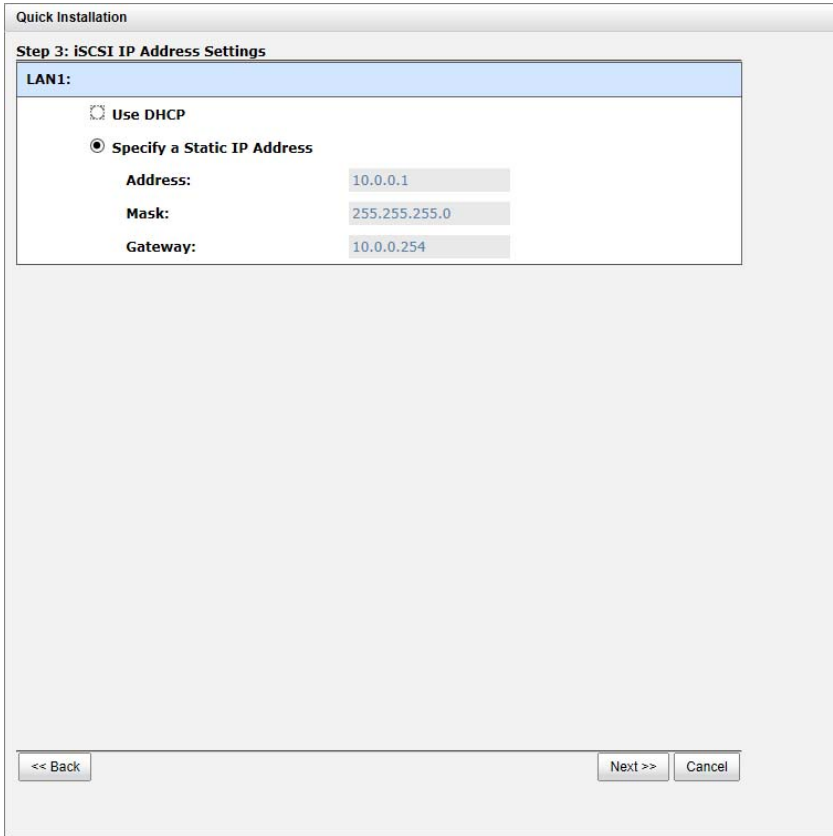 Quick Installation
Step 3: iSCSI IP Address Settings
LAN1:
Use DHCP
Specify a Static IP Address
Address: 10.0.0.1
Mask: 255.255.255.0
Gateway: 10.0.0.254
<< Back Next >> Cancel